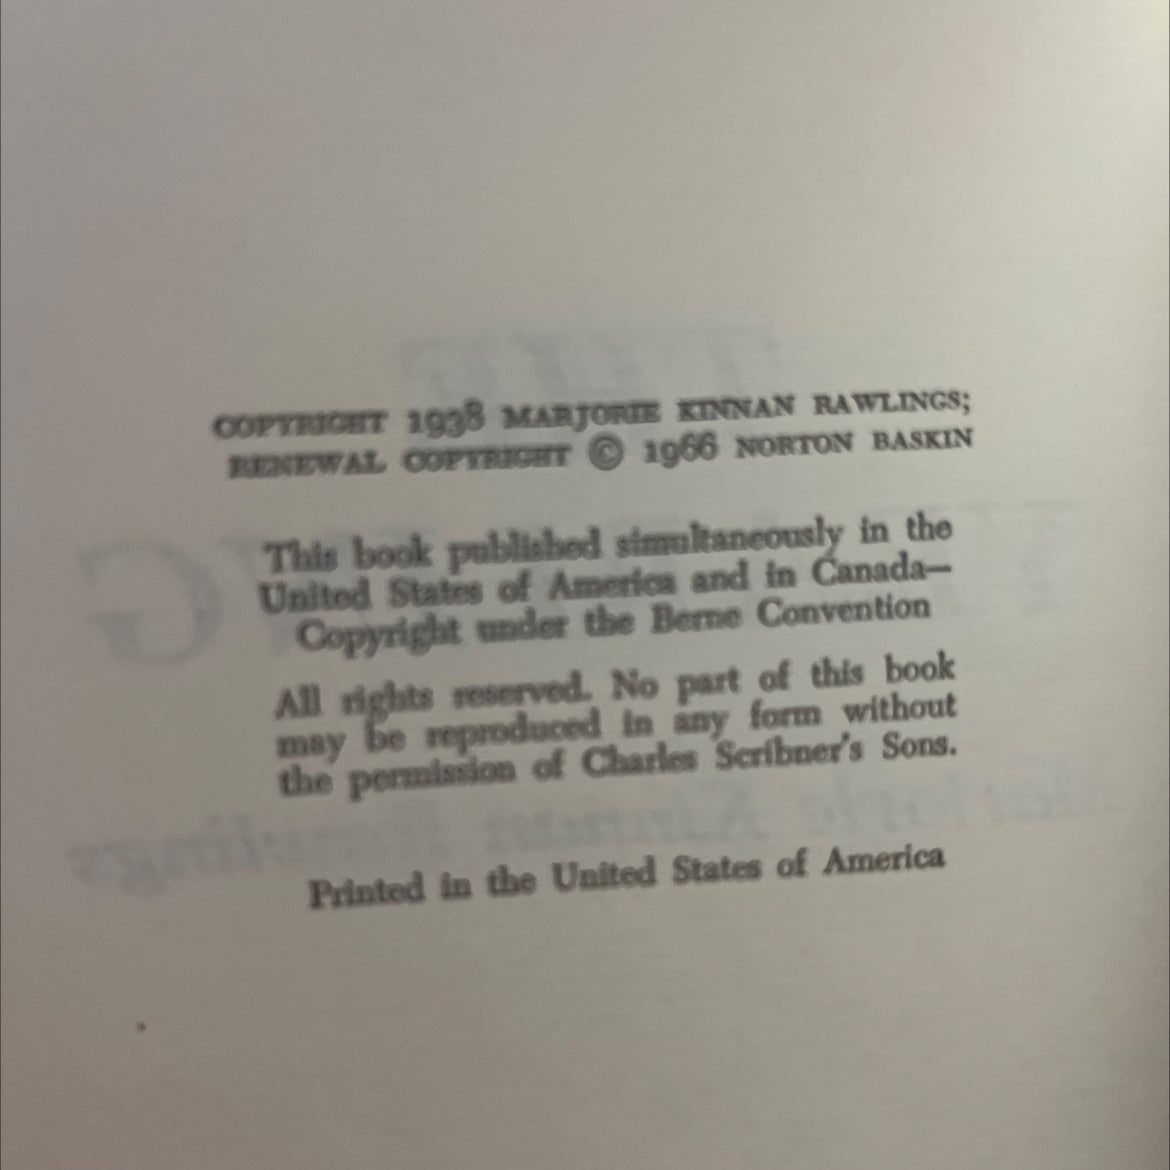 COPYRIGHT 1938 MARJORIE KINNAN RAWLINGS;
RENEWAL COPYRIGHT © 1966 NORTON BASKIN
This book published simultaneously in the
United States of America and in Canada—
Copyright under the Berne Convention
All rights reserved. No part of this book
may be reproduced in any form without
the permission of Charles Scribner's Sons.
Printed in the United States of America